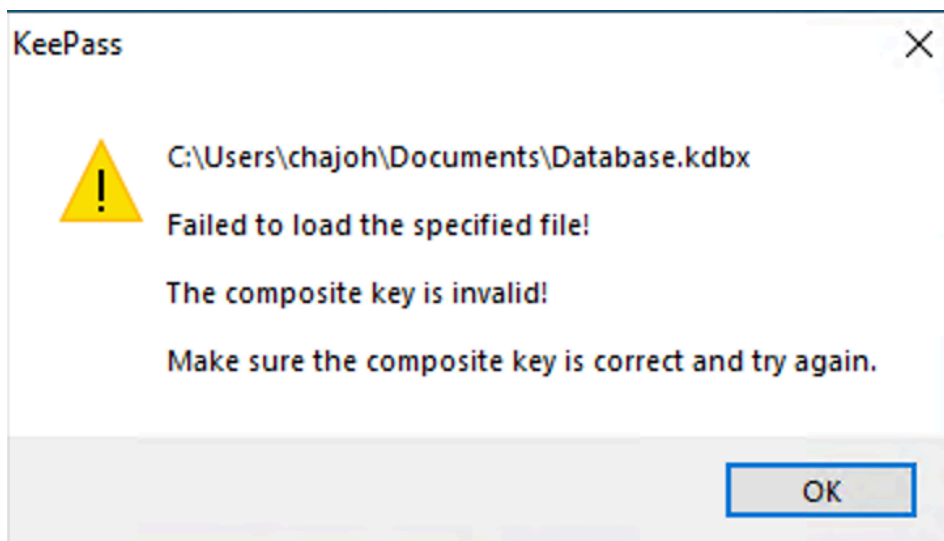 KeePass
C:\Users\chajoh\Documents\Database.kdbx
Failed to load the specified file!
The composite key is invalid!
Make sure the composite key is correct and try again.
OK